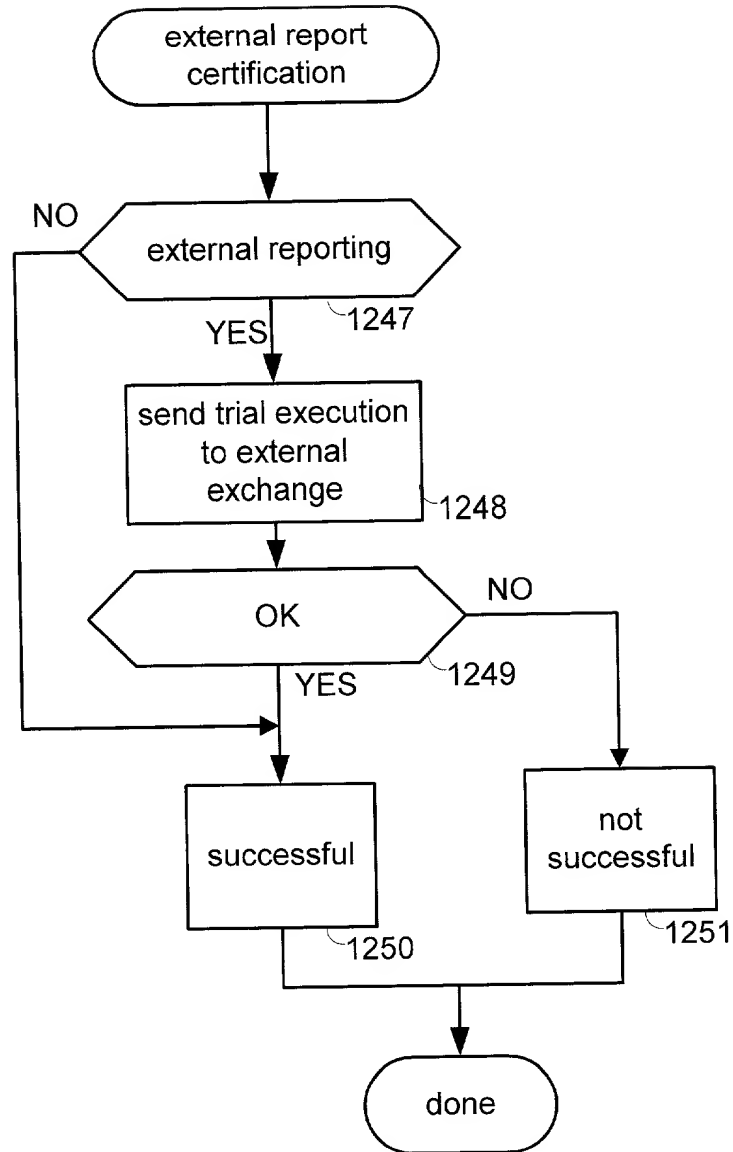 external report
certification
NO
external reporting
1247
YES
send trial execution
to external
exchange
1248
OK
NO
1249
YES
successful
1250
not
successful
1251
done